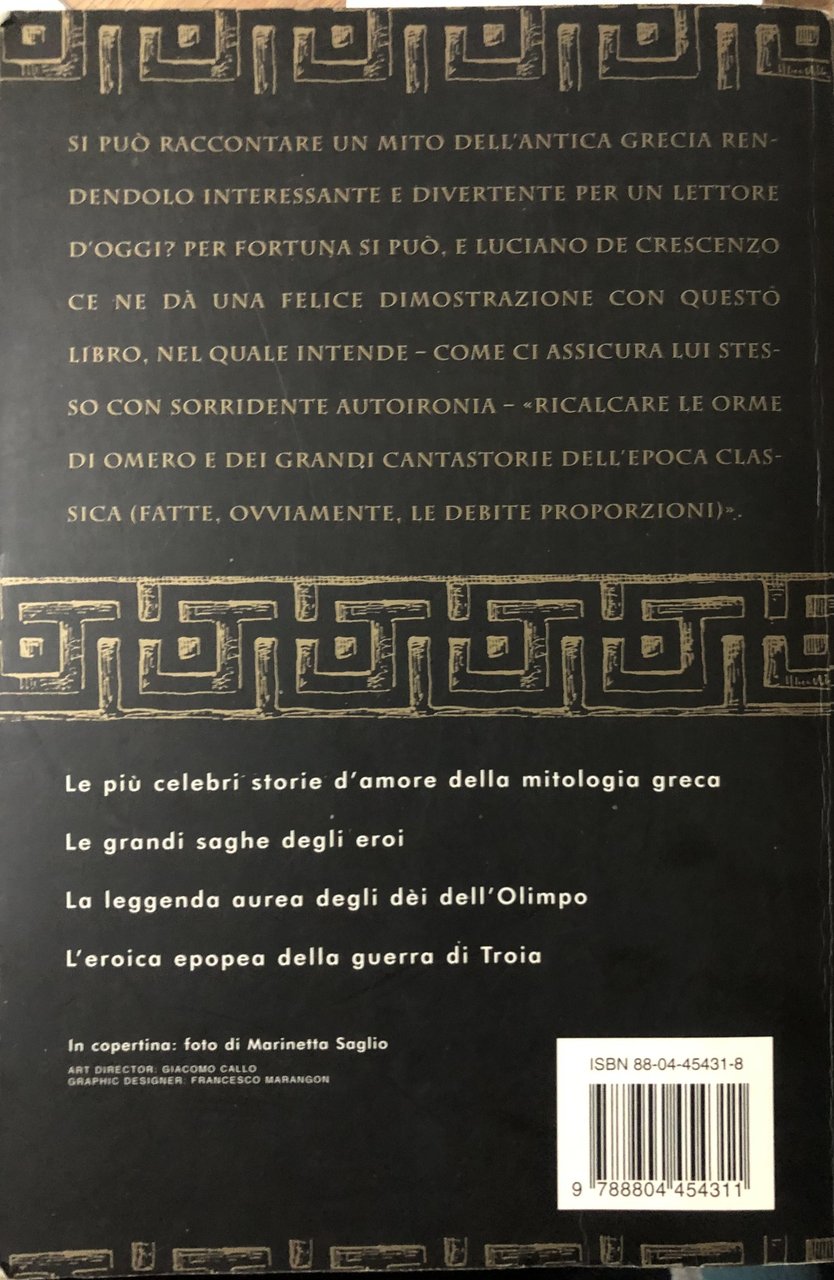 SI PUÒ RACCONTARE UN MITO DELL'ANTICA GRECIA REN-
DENDOLO INTERESSANTE E DIVERTENTE PER UN LETTORE
D'OGGI? PER FORTUNA SI PUÒ, E LUCIANO DE CRESCENZO
CE NE DÀ UNA FELICE DIMOSTRAZIONE CON QUESTO
LIBRO, NEL QUALE INTENDE – COME CI ASSICURA LUI STES-
SO CON SORRIDENTE AUTOIRONIA – «RICALCARE LE ORME
DI OMERO E DEI GRANDI CANTASTORIE DELL'EPOCA CLAS-
SICA (FATTE, OVVIAMENTE, LE DEBITE PROPORZIONI)».
Le più celebri storie d'amore della mitologia greca
Le grandi saghe degli eroi
La leggenda aurea degli dèi dell'Olimpo
L'eroica epopea della guerra di Troia
In copertina: foto di Marinetta Saglio
ART DIRECTOR: GIACOMO CALLO
GRAPHIC DESIGNER: FRANCESCO MARANGON
ISBN 88-04-45431-8
9 788804 454311